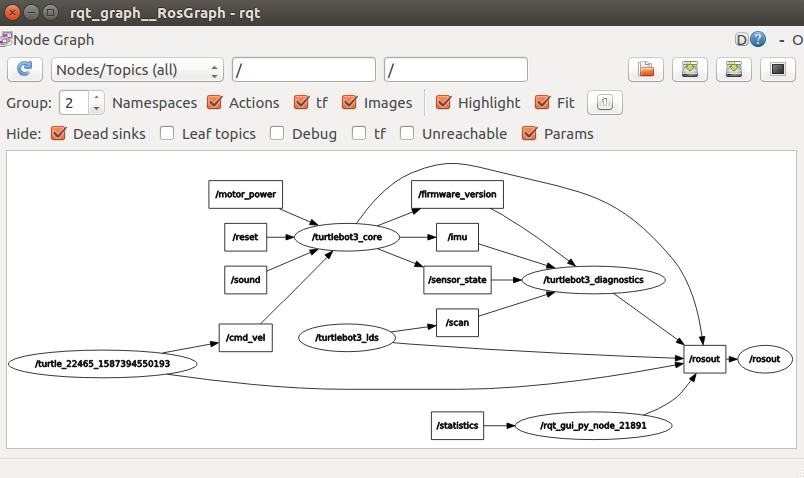 rqt_graph__RosGraph - rqt
Node Graph
D ? - O
Nodes/Topics (all) / /
Group: 2 Namespaces Actions tf Images Highlight Fit
Hide: Dead sinks Leaf topics Debug tf Unreachable Params
/motor_power /firmware_version
/reset /turtlebot3_core /imu
/sound /sensor_state /turtlebot3_diagnostics
/scan
/cmd_vel /turtlebot3_lds
/turtle_22465_1587394550193 /rosout /rosout
/statistics /rqt_gui_py_node_21891